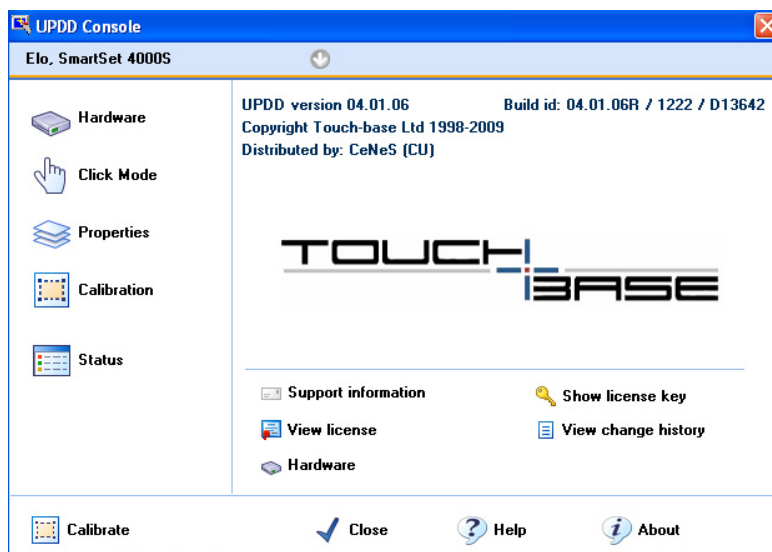 UPDD Console
Elo, SmartSet 4000S
Hardware
Click Mode
Properties
Calibration
Status
UPDD version 04.01.06 Build id: 04.01.06R / 1222 / D13642
Copyright Touch-base Ltd 1998-2009
Distributed by: CeNeS (CU)
TOUCH
BASE
Support information
Show license key
View license
View change history
Hardware
Calibrate
Close
Help
About